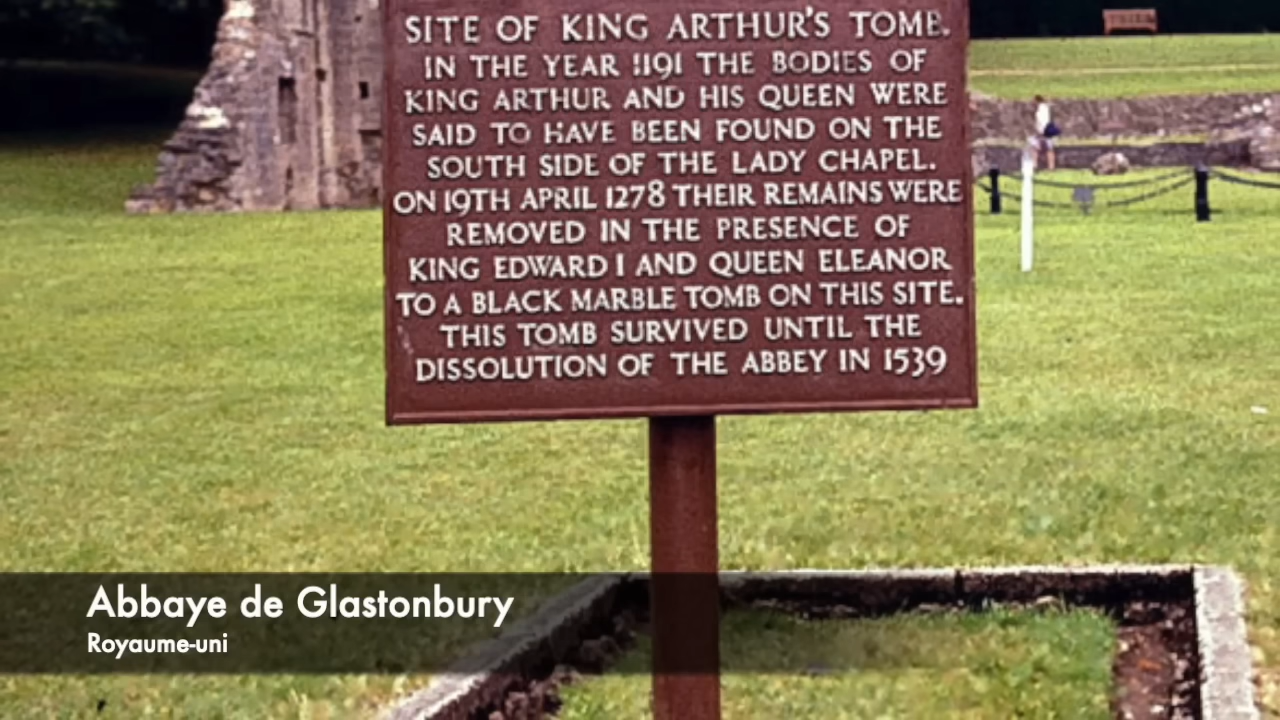 SITE OF KING ARTHUR'S TOMB.
IN THE YEAR 1191 THE BODIES OF
KING ARTHUR AND HIS QUEEN WERE
SAID TO HAVE BEEN FOUND ON THE
SOUTH SIDE OF THE LADY CHAPEL.
ON 19TH APRIL 1278 THEIR REMAINS WERE
REMOVED IN THE PRESENCE OF
KING EDWARD I AND QUEEN ELEANOR
TO A BLACK MARBLE TOMB ON THIS SITE.
THIS TOMB SURVIVED UNTIL THE
DISSOLUTION OF THE ABBEY IN 1539
Abbaye de Glastonbury
Royaume-uni